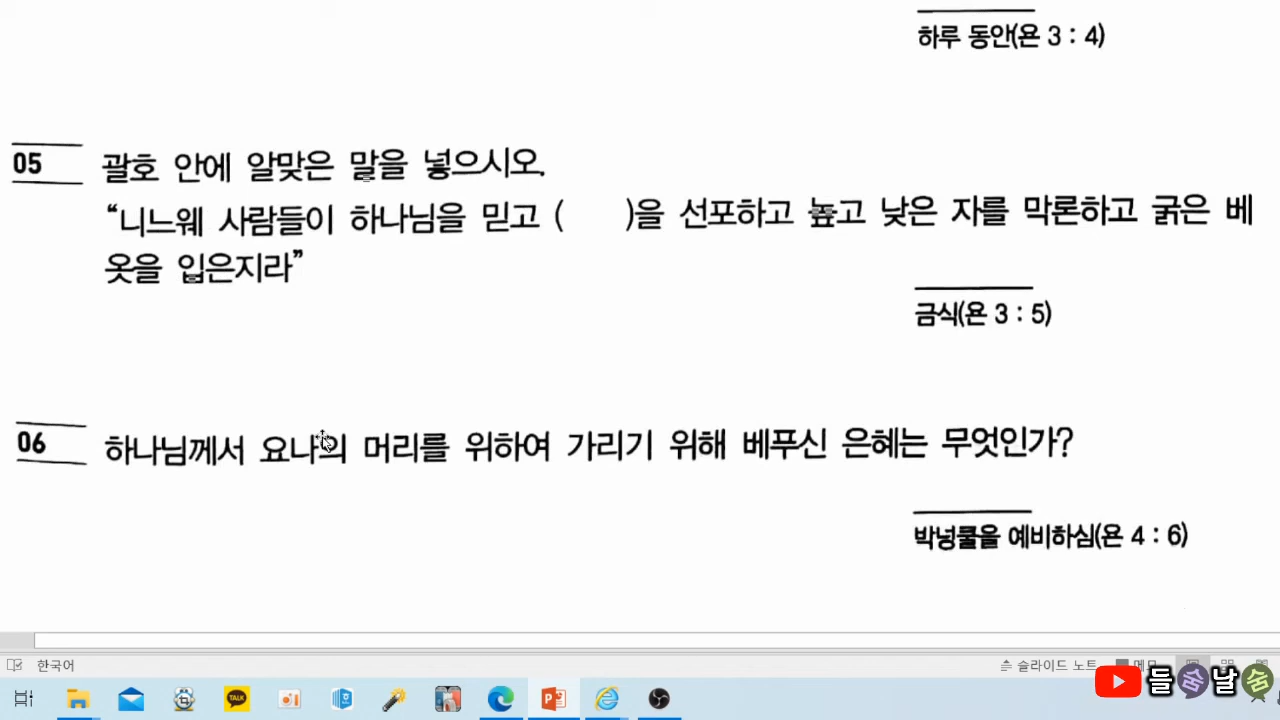 하루 동안(욘 3 : 4)
05
괄호 안에 알맞은 말을 넣으시오.
“니느웨 사람들이 하나님을 믿고 ( )을 선포하고 높고 낮은 자를 막론하고 굵은 베
옷을 입은지라”
금식(욘 3 : 5)
06
하나님께서 요나의 머리를 위하여 가리기 위해 베푸신 은혜는 무엇인가?
박넝쿨을 예비하심(욘 4 : 6)
한국어
슬라이드 노트
메모
TALK
들
날